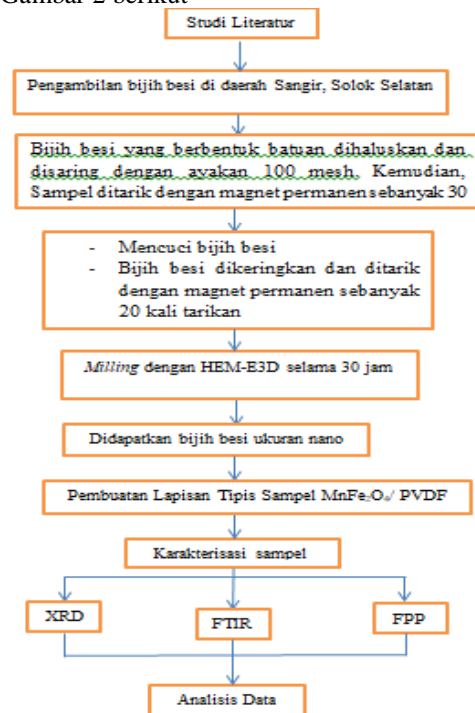 Gambar 2 berikut
Studi Literatur
Pengambilan bijih besi di daerah Sangir, Solok Selatan
Bijih besi yang berbentuk batuan dihaluskan dan
disaring dengan ayakan 100 mesh. Kemudian,
Sampel ditarik dengan magnet permanen sebanyak 30
- Mencuci bijih besi
- Bijih besi dikeringkan dan ditarik
dengan magnet permanen sebanyak
20 kali tarikan
Milling dengan HEM-E3D selama 30 jam
Didapatkan bijih besi ukuran nano
Pembuatan Lapisan Tipis Sampel MnFe₂O₄/ PVDF
Karakterisasi sampel
XRD
FTIR
FPP
Analisis Data